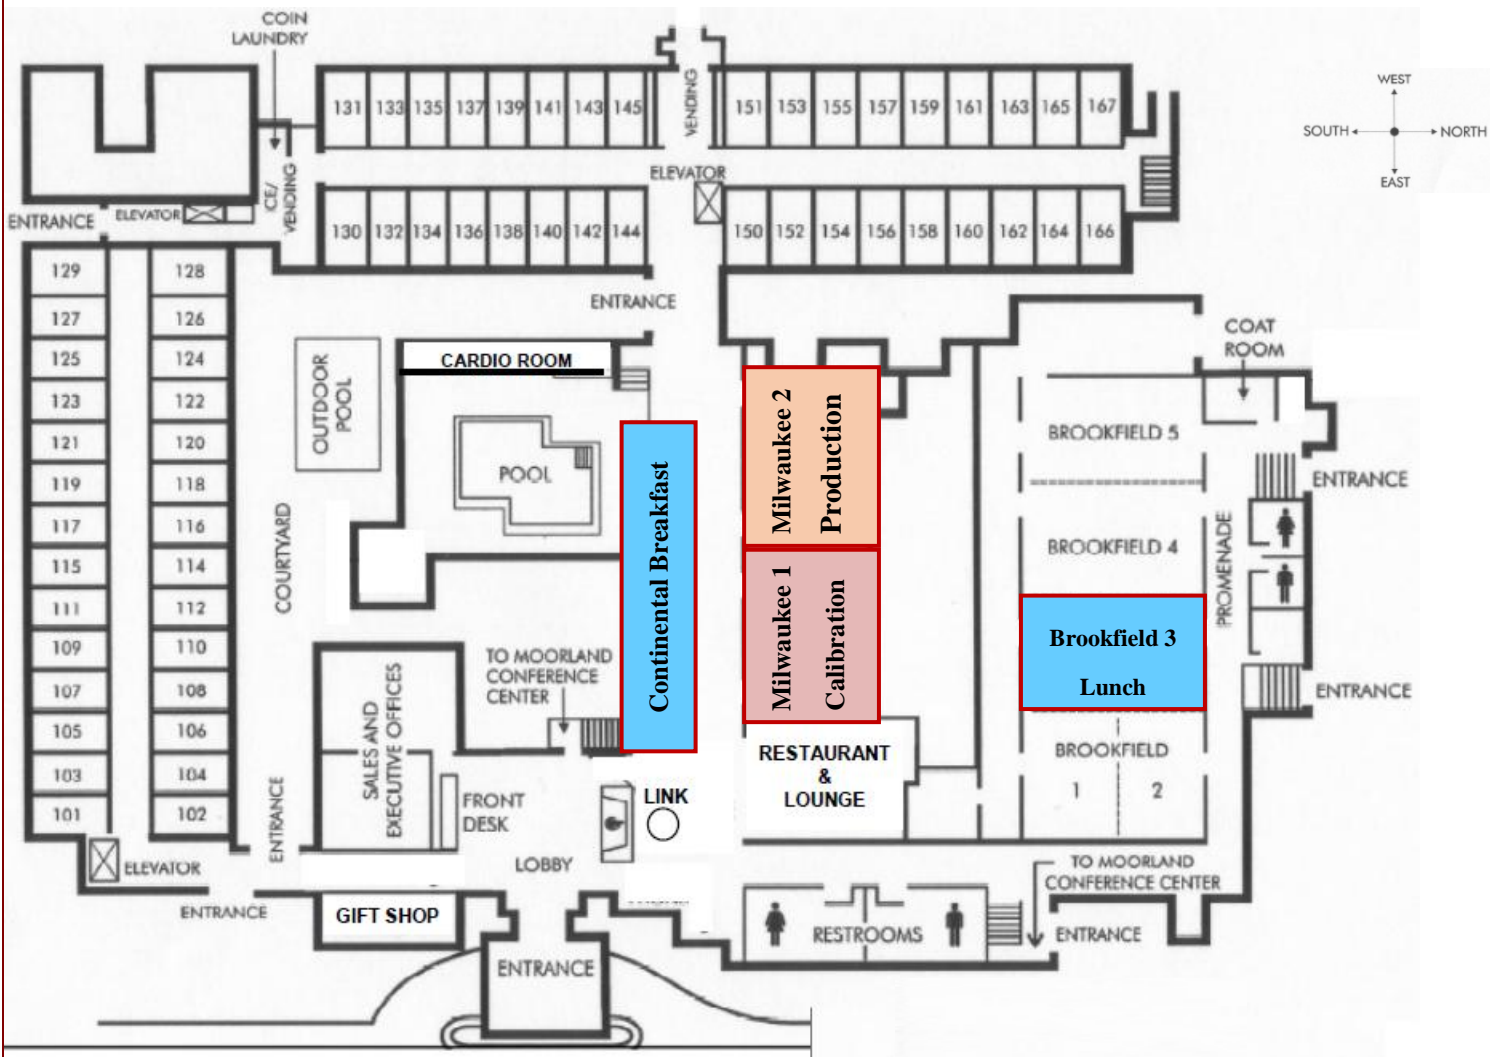 COIN
LAUNDRY
131 133 135 137 139 141 143 145
VENDING
151 153 155 157 159 161 163 165 167
WEST
SOUTH NORTH
EAST
ELEVATOR
ENTRANCE
ELEVATOR
ICE/
VENDING
130 132 134 136 138 140 142 144
150 152 154 156 158 160 162 164 166
129 128
127 126
125 124
123 122
121 120
119 118
117 116
115 114
111 112
109 110
107 108
105 106
103 104
101 102
ENTRANCE
COAT
ROOM
CARDIO ROOM
OUTDOOR
POOL
POOL
COURTYARD
Continental Breakfast
Milwaukee 2
Production
Milwaukee 1
Calibration
BROOKFIELD 5
ENTRANCE
BROOKFIELD 4
PROMENADE
Brookfield 3
Lunch
ENTRANCE
TO MOORLAND
CONFERENCE
CENTER
SALES AND
EXECUTIVE OFFICES
RESTAURANT
&
LOUNGE
BROOKFIELD
1 2
FRONT
DESK
LINK
ENTRANCE
LOBBY
ELEVATOR
TO MOORLAND
CONFERENCE CENTER
ENTRANCE
GIFT SHOP
RESTROOMS
ENTRANCE
ENTRANCE